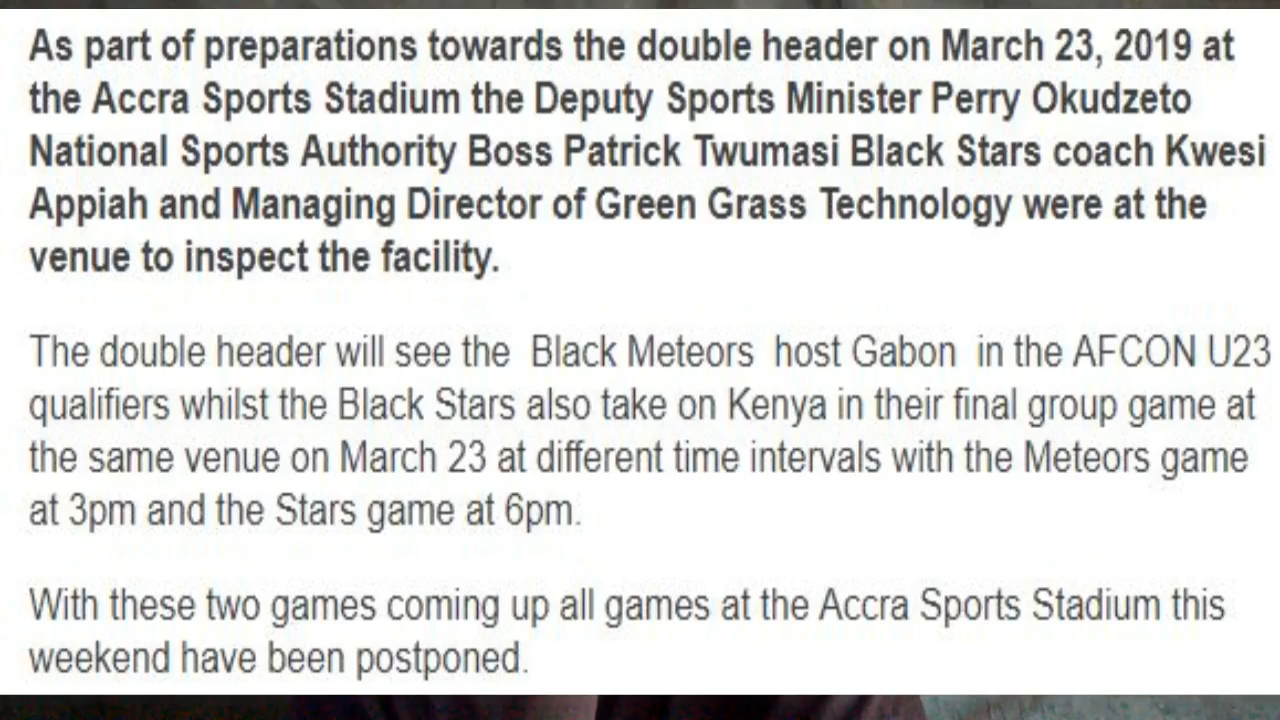 As part of preparations towards the double header on March 23, 2019 at
the Accra Sports Stadium the Deputy Sports Minister Perry Okudzeto
National Sports Authority Boss Patrick Twumasi Black Stars coach Kwesi
Appiah and Managing Director of Green Grass Technology were at the
venue to inspect the facility.
The double header will see the Black Meteors host Gabon in the AFCON U23
qualifiers whilst the Black Stars also take on Kenya in their final group game at
the same venue on March 23 at different time intervals with the Meteors game
at 3pm and the Stars game at 6pm.
With these two games coming up all games at the Accra Sports Stadium this
weekend have been postponed.